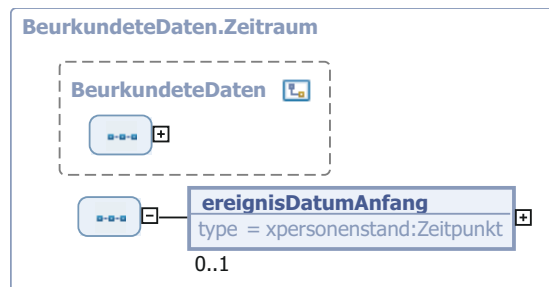 BeurkundeteDaten.Zeitraum
BeurkundeteDaten
ereignisDatumAnfang
type = xpersonenstand:Zeitpunkt
0..1